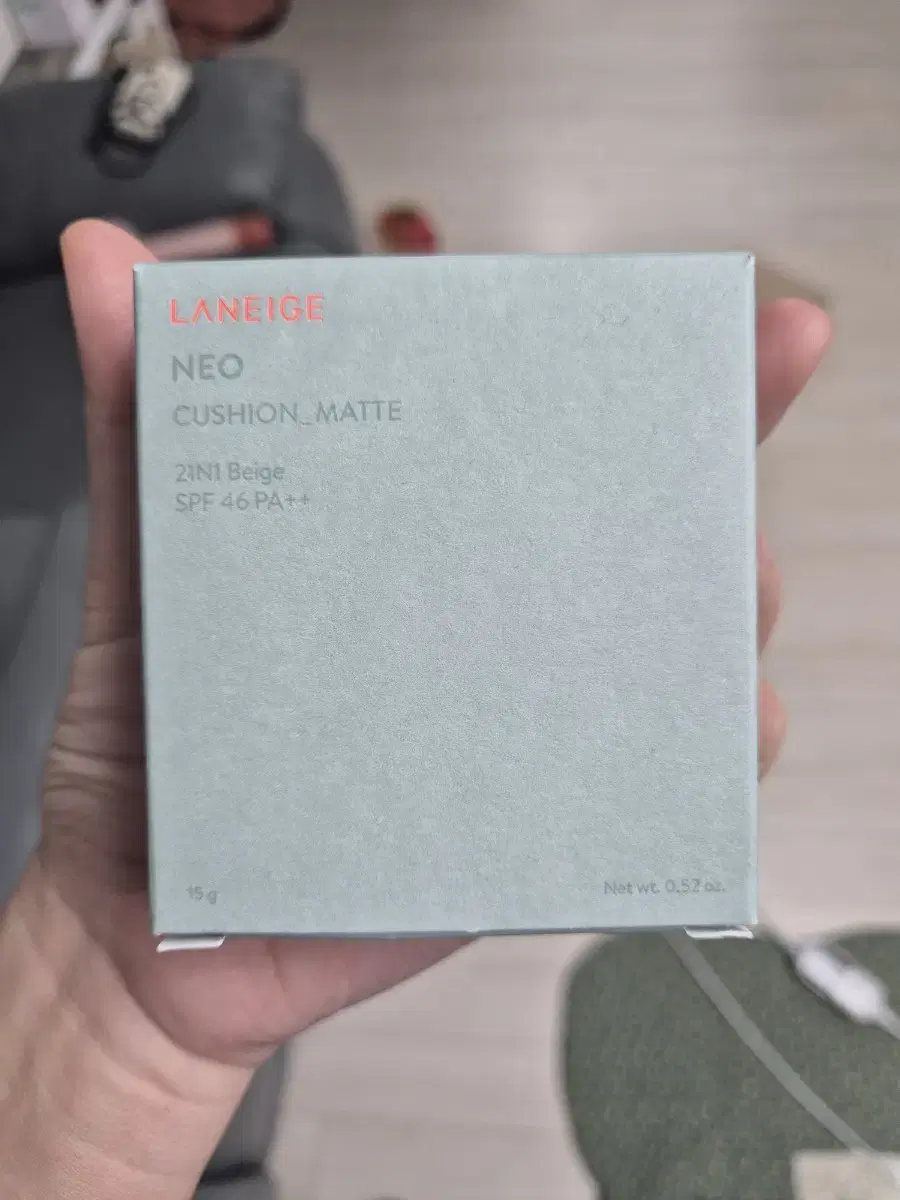 LANEIGE
NEO
CUSHION_MATTE
21N1 Beige
SPF 46 PA++
15 g
Net wt. 0.52 oz.